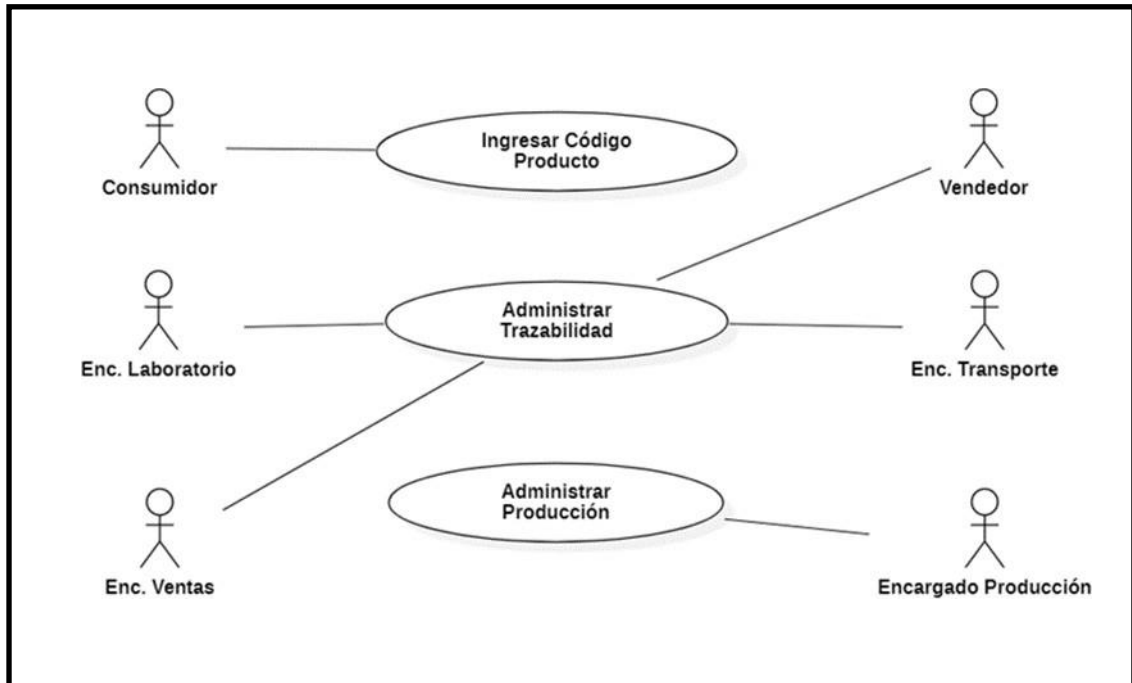 Ingresar Código
Producto
Consumidor
Vendedor
Administrar
Trazabilidad
Enc. Laboratorio
Enc. Transporte
Administrar
Producción
Enc. Ventas
Encargado Producción